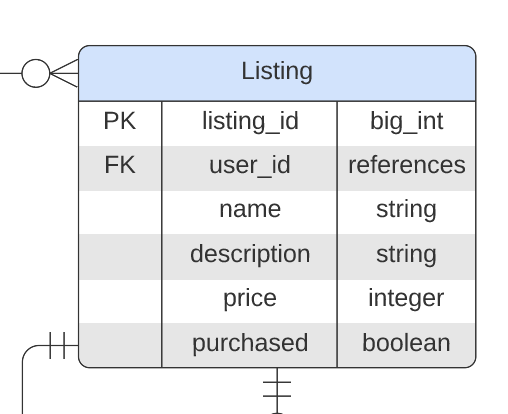 Listing
PK listing_id big_int
FK user_id references
name string
description string
price integer
purchased boolean